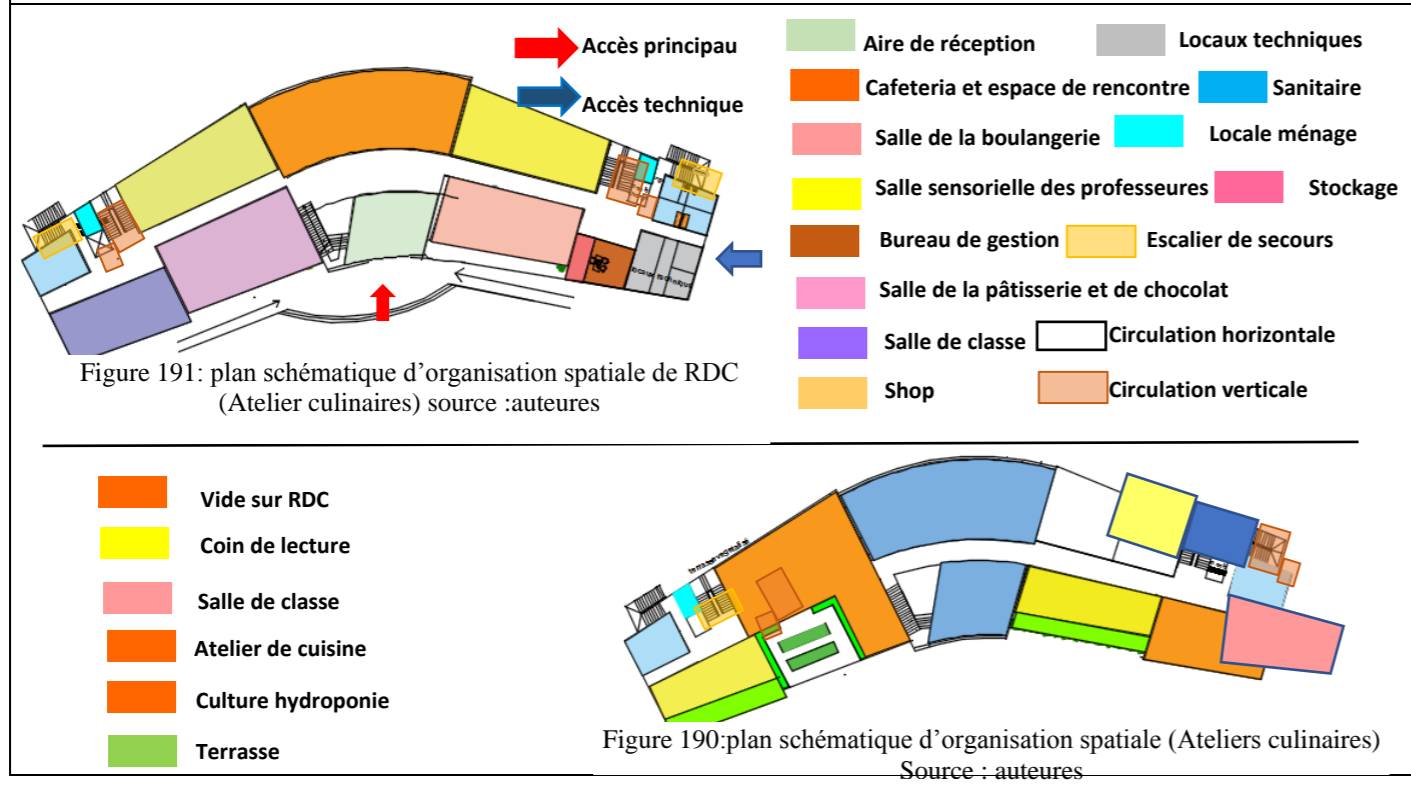 Accès principau
Accès technique
Aire de réception
Locaux techniques
Cafeteria et espace de rencontre
Sanitaire
Salle de la boulangerie
Locale ménage
Salle sensorielle des professeures
Stockage
Bureau de gestion
Escalier de secours
Salle de la pâtisserie et de chocolat
Salle de classe
Circulation horizontale
Shop
Circulation verticale
Figure 191: plan schématique d'organisation spatiale de RDC
(Atelier culinaires) source :auteures
Vide sur RDC
Coin de lecture
Salle de classe
Atelier de cuisine
Culture hydroponie
Terrasse
Figure 190:plan schématique d'organisation spatiale (Ateliers culinaires)
Source : auteures